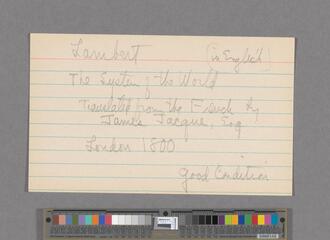 Lambert (in English)
The System of the World
Translated from the French by
James Jacque, Esq
London 1800
Good Condition